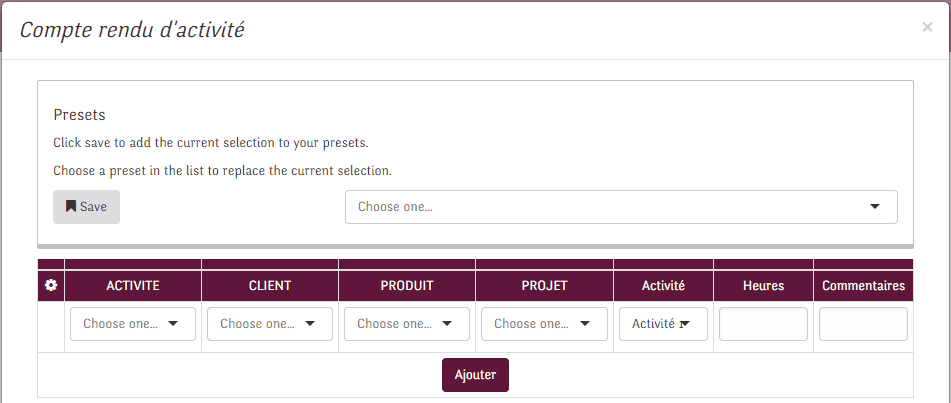 Compte rendu d'activité ×
Presets
Click save to add the current selection to your presets.
Choose a preset in the list to replace the current selection.
Save Choose one...
ACTIVITE CLIENT PRODUIT PROJET Activité Heures Commentaires
Choose one... Choose one... Choose one... Choose one... Activité
Ajouter